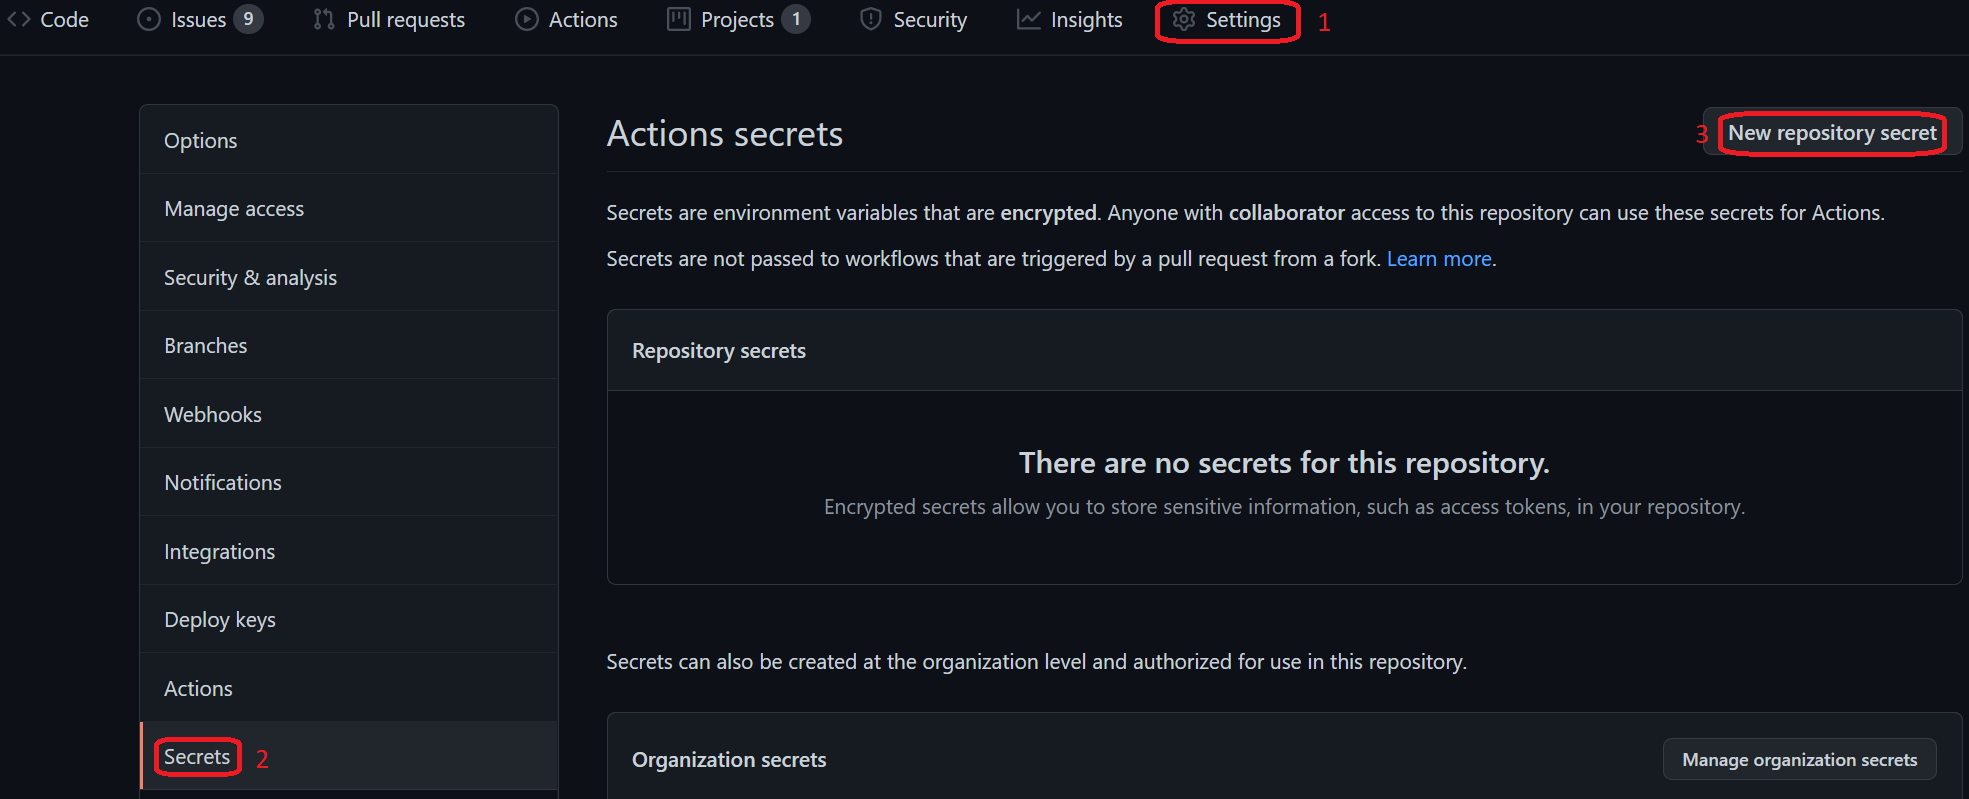 Code Issues 9 Pull requests Actions Projects 1 Security Insights Settings 1
Options
Manage access
Security & analysis
Branches
Webhooks
Notifications
Integrations
Deploy keys
Actions
Secrets 2
Actions secrets
3 New repository secret
Secrets are environment variables that are encrypted. Anyone with collaborator access to this repository can use these secrets for Actions.
Secrets are not passed to workflows that are triggered by a pull request from a fork. Learn more.
Repository secrets
There are no secrets for this repository.
Encrypted secrets allow you to store sensitive information, such as access tokens, in your repository.
Secrets can also be created at the organization level and authorized for use in this repository.
Organization secrets
Manage organization secrets